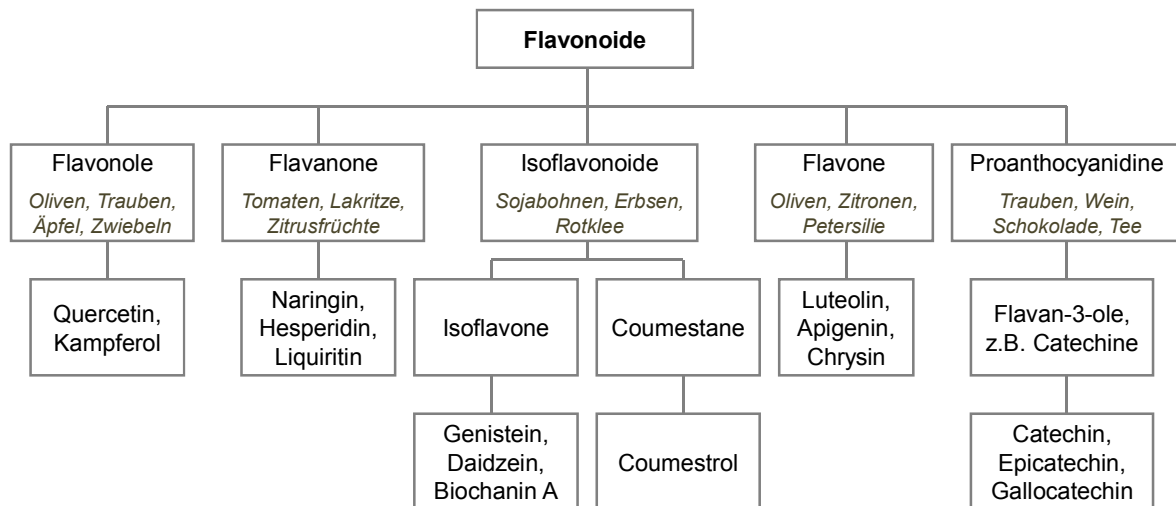 Flavonoide
Flavonole
Oliven, Trauben,
Äpfel, Zwiebeln
Flavanone
Tomaten, Lakritze,
Zitrusfrüchte
Isoflavonoide
Sojabohnen, Erbsen,
Rotklee
Flavone
Oliven, Zitronen,
Petersilie
Proanthocyanidine
Trauben, Wein,
Schokolade, Tee
Quercetin,
Kampferol
Naringin,
Hesperidin,
Liquiritin
Isoflavone
Coumestane
Luteolin,
Apigenin,
Chrysin
Flavan-3-ole,
z.B. Catechine
Genistein,
Daidzein,
Biochanin A
Coumestrol
Catechin,
Epicatechin,
Gallocatechin